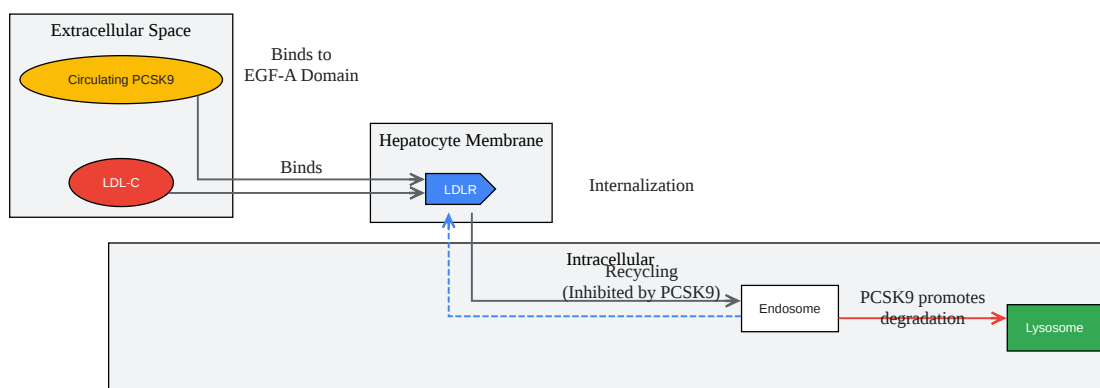 Extracellular Space
Circulating PCSK9
Binds to
EGF-A Domain
Hepatocyte Membrane
Binds
LDL-C
LDLR
Internalization
Intracellular
Recycling
(Inhibited by PCSK9)
Endosome
PCSK9 promotes
degradation
Lysosome